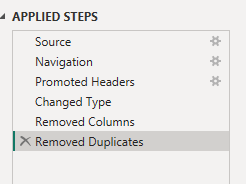 APPLIED STEPS
Source
Navigation
Promoted Headers
Changed Type
Removed Columns
Removed Duplicates